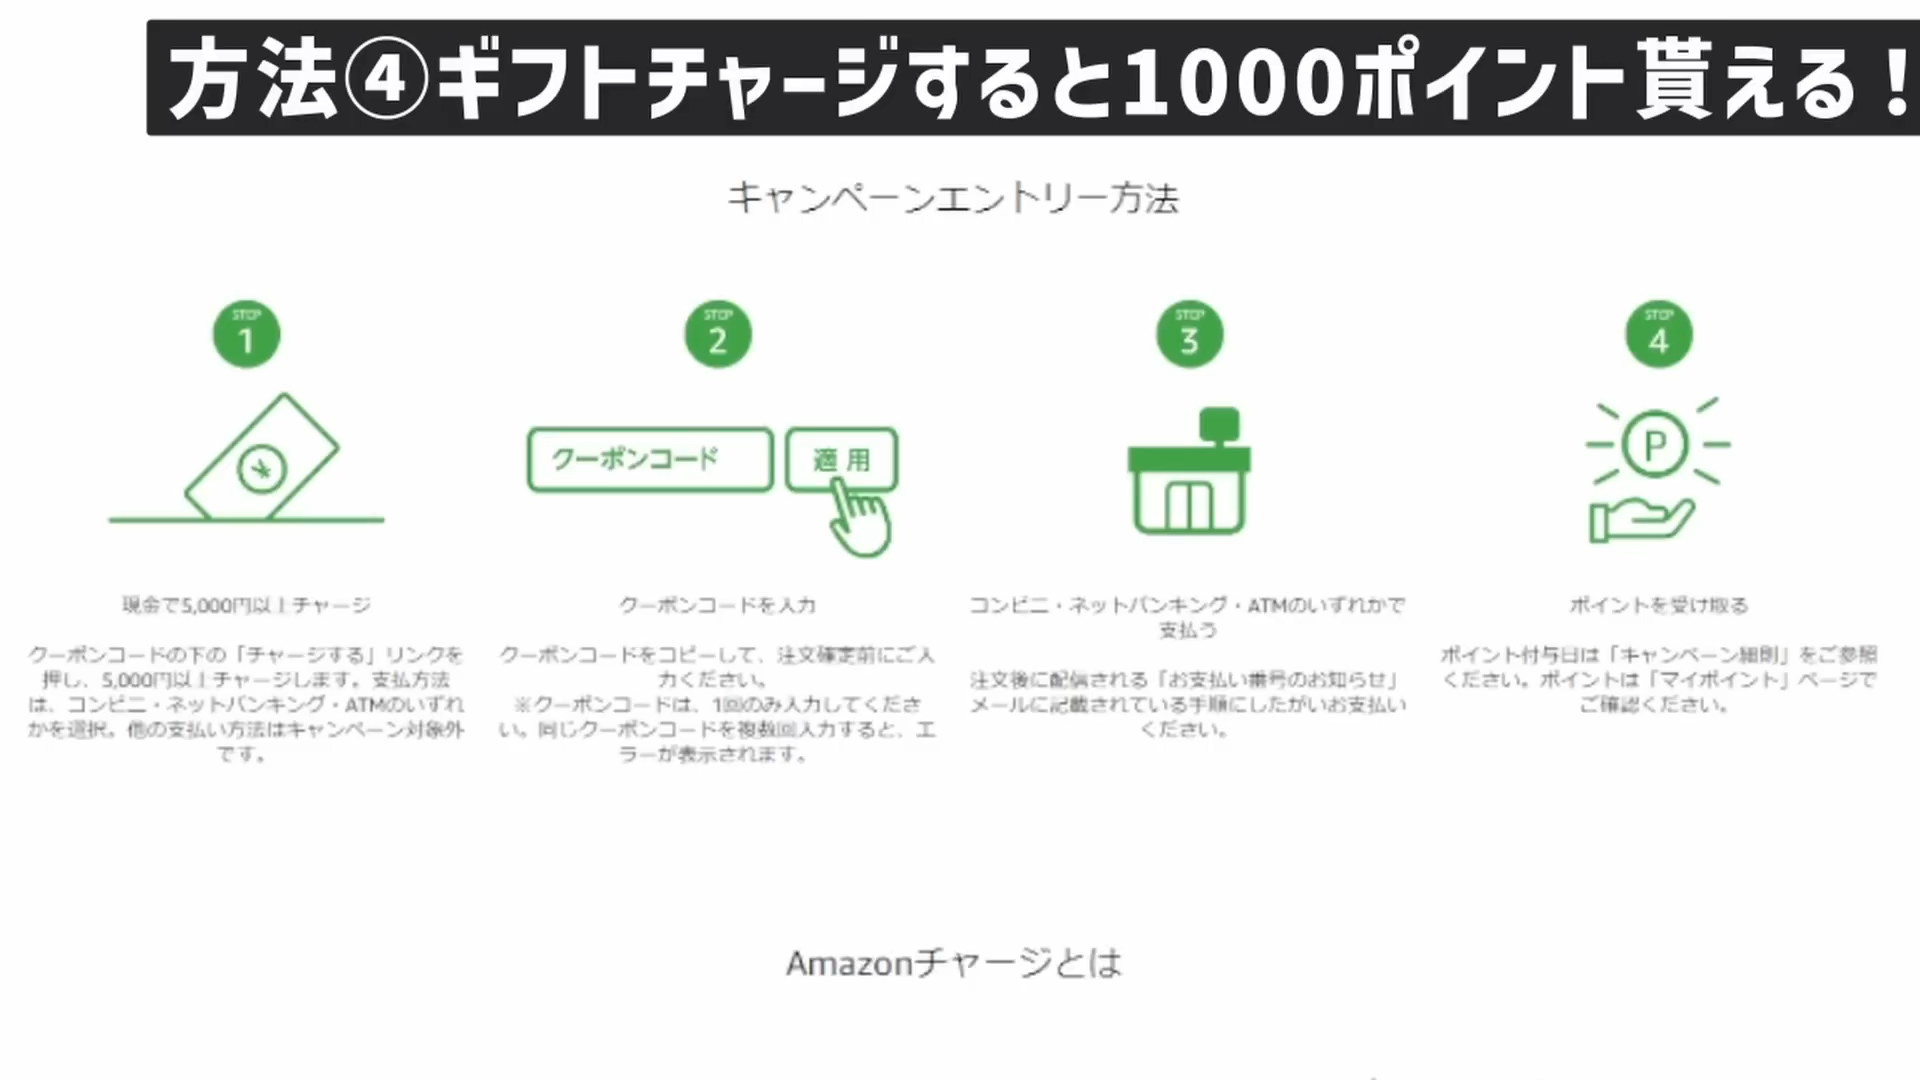 方法④ギフトチャージすると1000ポイント貰える！
キャンペーンエントリー方法
STEP
1
STEP
2
STEP
3
STEP
4
クーポンコード
適用
P
現金で5,000円以上チャージ
クーポンコードの下の「チャージする」リンクを
押し、5,000円以上チャージします。支払方法
は、コンビニ・ネットバンキング・ATMのいずれ
かを選択。他の支払い方法はキャンペーン対象外
です。
クーポンコードを入力
クーポンコードをコピーして、注文確定前にご入
力ください。
※クーポンコードは、1回のみ入力してくださ
い。同じクーポンコードを複数回入力すると、エ
ラーが表示されます。
コンビニ・ネットバンキング・ATMのいずれかで
支払う
注文後に配信される「お支払い番号のお知らせ」
メールに記載されている手順にしたがいお支払い
ください。
ポイントを受け取る
ポイント付与日は「キャンペーン細則」をご参照
ください。ポイントは「マイポイント」ページで
ご確認ください。
Amazonチャージとは